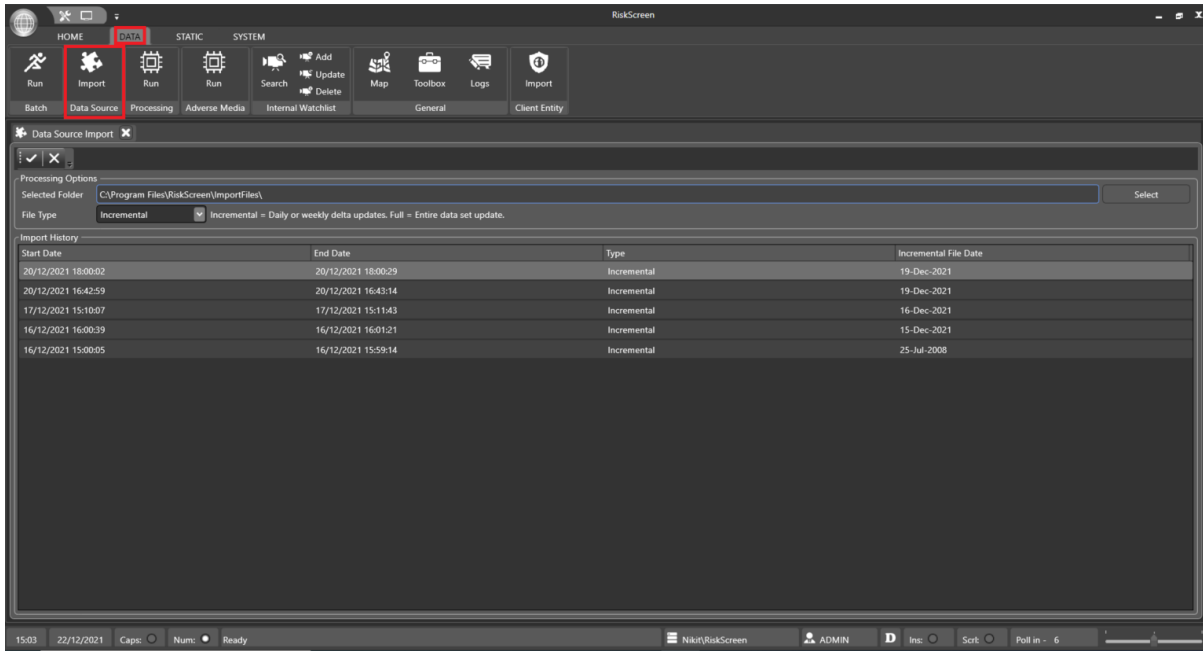 RiskScreen
HOME DATA STATIC SYSTEM
Run Import Run Run Search Add Update Delete Map Toolbox Logs Import
Batch Data Source Processing Adverse Media Internal Watchlist General Client Entity
Data Source Import
Processing Options
Selected Folder C:\Program Files\RiskScreen\ImportFiles\ Select
File Type Incremental Incremental = Daily or weekly delta updates. Full = Entire data set update.
Import History
Start Date End Date Type Incremental File Date
20/12/2021 18:00:02 20/12/2021 18:00:29 Incremental 19-Dec-2021
20/12/2021 16:42:59 20/12/2021 16:43:14 Incremental 19-Dec-2021
17/12/2021 15:10:07 17/12/2021 15:11:43 Incremental 16-Dec-2021
16/12/2021 16:00:39 16/12/2021 16:01:21 Incremental 15-Dec-2021
16/12/2021 15:00:05 16/12/2021 15:59:14 Incremental 25-Jul-2008
15:03 22/12/2021 Caps: Num: Ready Nikit\RiskScreen ADMIN D Ins: Scrl: Poll in - 6